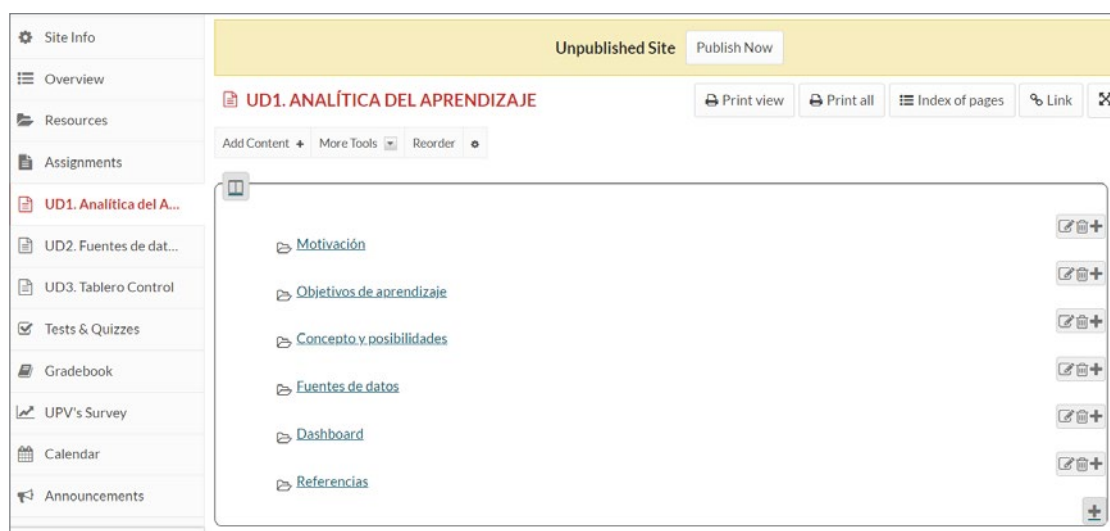 Site Info
Overview
Resources
Assignments
UD1. Analítica del A...
UD2. Fuentes de dat...
UD3. Tablero Control
Tests & Quizzes
Gradebook
UPV's Survey
Calendar
Announcements
Unpublished Site Publish Now
UD1. ANALÍTICA DEL APRENDIZAJE
Print view Print all Index of pages Link
Add Content + More Tools Reorder
Motivación
Objetivos de aprendizaje
Concepto y posibilidades
Fuentes de datos
Dashboard
Referencias